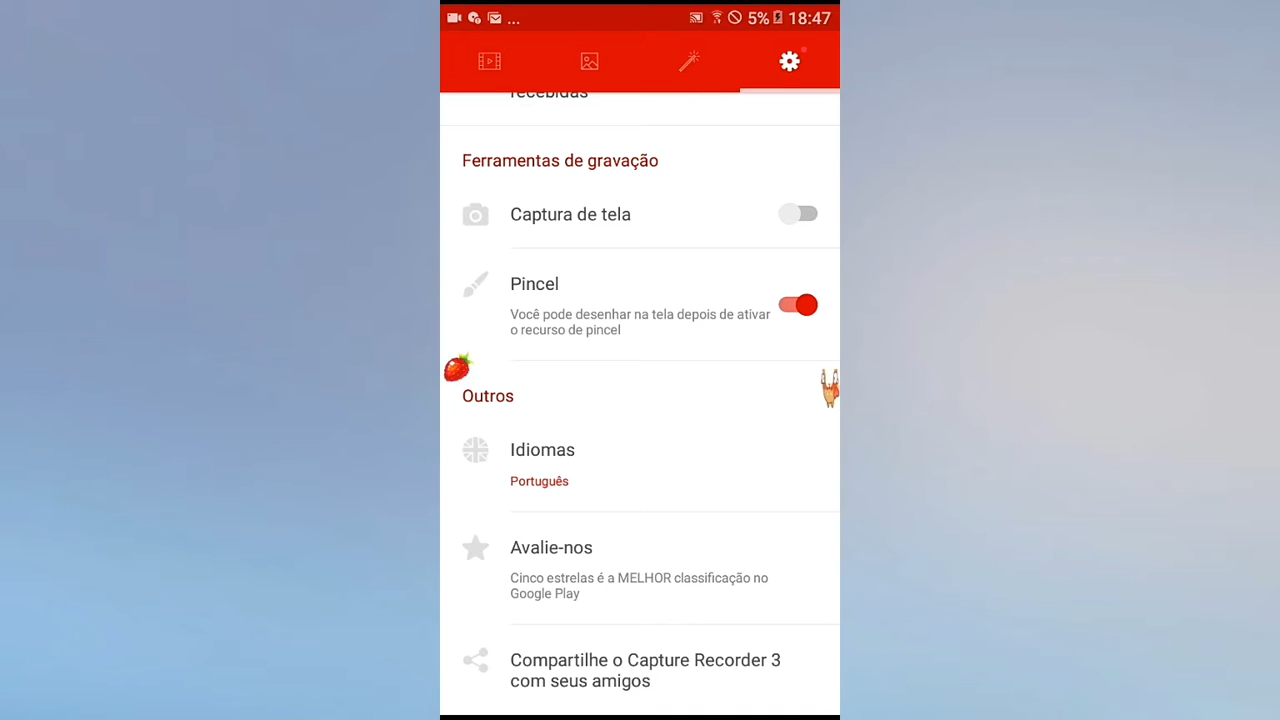 ... 5% 18:47
recebidas
Ferramentas de gravação
Captura de tela
Pincel
Você pode desenhar na tela depois de ativar
o recurso de pincel
Outros
Idiomas
Português
Avalie-nos
Cinco estrelas é a MELHOR classificação no
Google Play
Compartilhe o Capture Recorder 3
com seus amigos